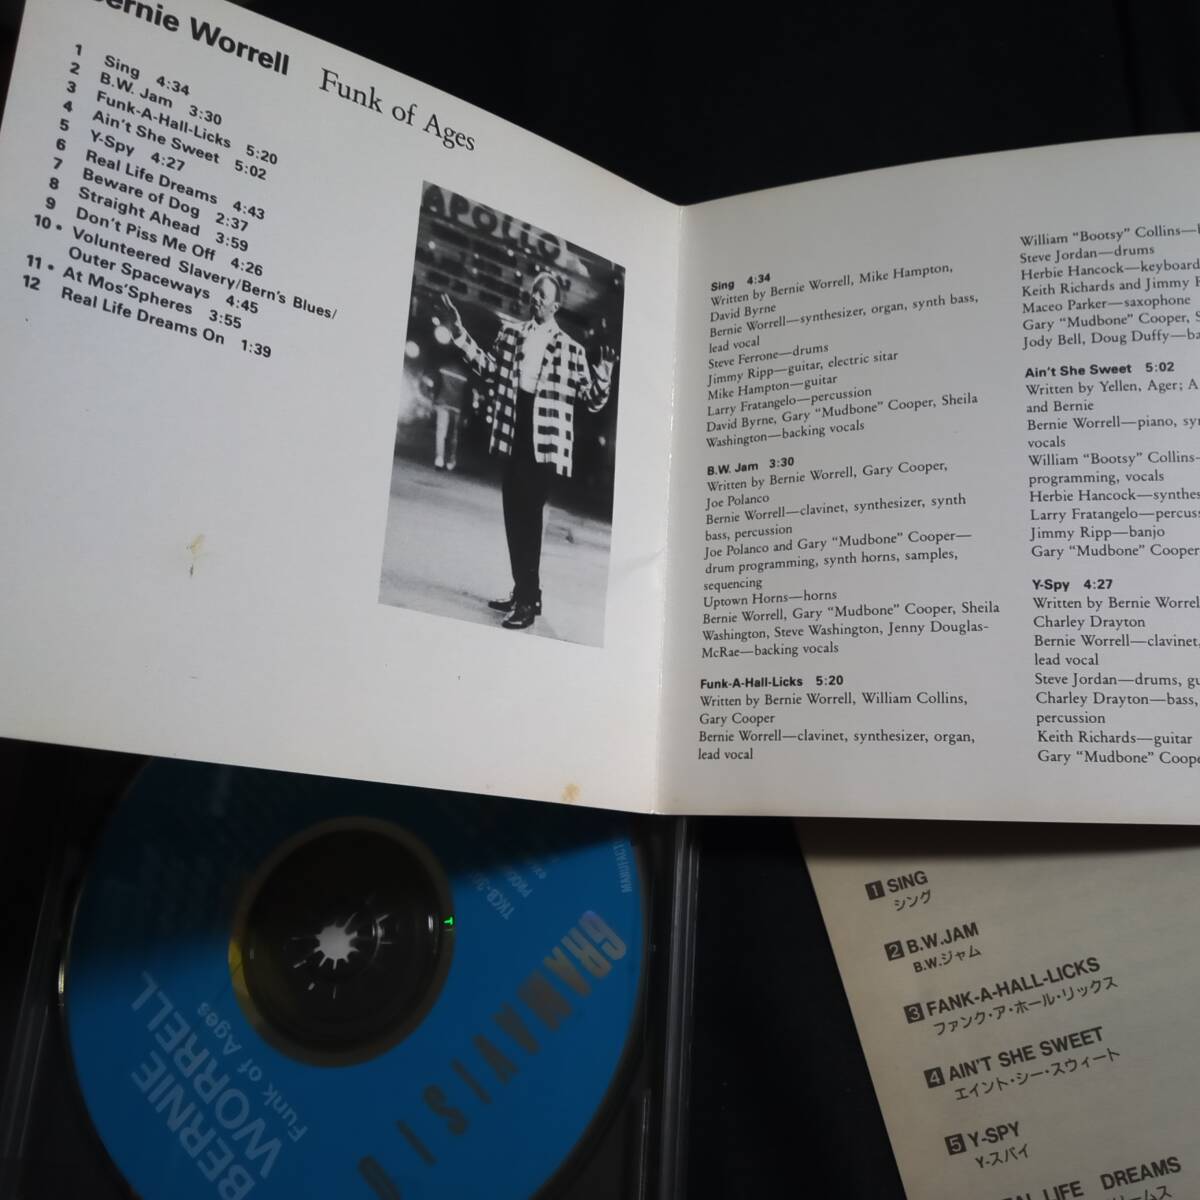 Bernie Worrell Funk of Ages
1 Sing 4:34
2 B.W. Jam 3:30
3 Funk-A-Hall-Licks 5:20
4 Ain't She Sweet 5:02
5 Y-Spy 4:27
6 Real Life Dreams 4:43
7 Beware of Dog 2:37
8 Straight Ahead 3:59
9 Don't Piss Me Off 4:26
10• Volunteered Slavery/Bern's Blues/
Outer Spaceways 4:45
11• At Mos'Spheres 3:55
12 Real Life Dreams On 1:39
APOLLO
Sing 4:34
Written by Bernie Worrell, Mike Hampton,
David Byrne
Bernie Worrell—synthesizer, organ, synth bass,
lead vocal
Steve Ferrone—drums
Jimmy Ripp—guitar, electric sitar
Mike Hampton—guitar
Larry Fratangelo—percussion
David Byrne, Gary “Mudbone” Cooper, Sheila
Washington—backing vocals
B.W. Jam 3:30
Written by Bernie Worrell, Gary Cooper,
Joe Polanco
Bernie Worrell—clavinet, synthesizer, synth
bass, percussion
Joe Polanco and Gary “Mudbone” Cooper—
drum programming, synth horns, samples,
sequencing
Uptown Horns—horns
Bernie Worrell, Gary “Mudbone” Cooper, Sheila
Washington, Steve Washington, Jenny Douglas-
McRae—backing vocals
Funk-A-Hall-Licks 5:20
Written by Bernie Worrell, William Collins,
Gary Cooper
Bernie Worrell—clavinet, synthesizer, organ,
lead vocal
William “Bootsy” Collins—
Steve Jordan—drums
Herbie Hancock—keyboard
Keith Richards and Jimmy
Maceo Parker—saxophone
Gary “Mudbone” Cooper,
Jody Bell, Doug Duffy—
Ain't She Sweet 5:02
Written by Yellen, Ager;
and Bernie
Bernie Worrell—piano,
vocals
William “Bootsy” Collins—
programming, vocals
Herbie Hancock—
Larry Fratangelo—
Jimmy Ripp—banjo
Gary “Mudbone” Cooper
Y-Spy 4:27
Written by Bernie
Charley Drayton
Bernie Worrell—clavinet,
lead vocal
Steve Jordan—drums,
Charley Drayton—bass,
percussion
Keith Richards—guitar
Gary “Mudbone”
BERNIE
WORRELL
Funk of Ages
GRAMAVISIO
1 SING
シング
2 B.W.JAM
B.W.ジャム
3 FANK-A-HALL-LICKS
ファンク・ア・ホール・リックス
4 AIN'T SHE SWEET
エイント・シー・スウィート
5 Y-SPY
Y-スパイ
LIFE DREAMS